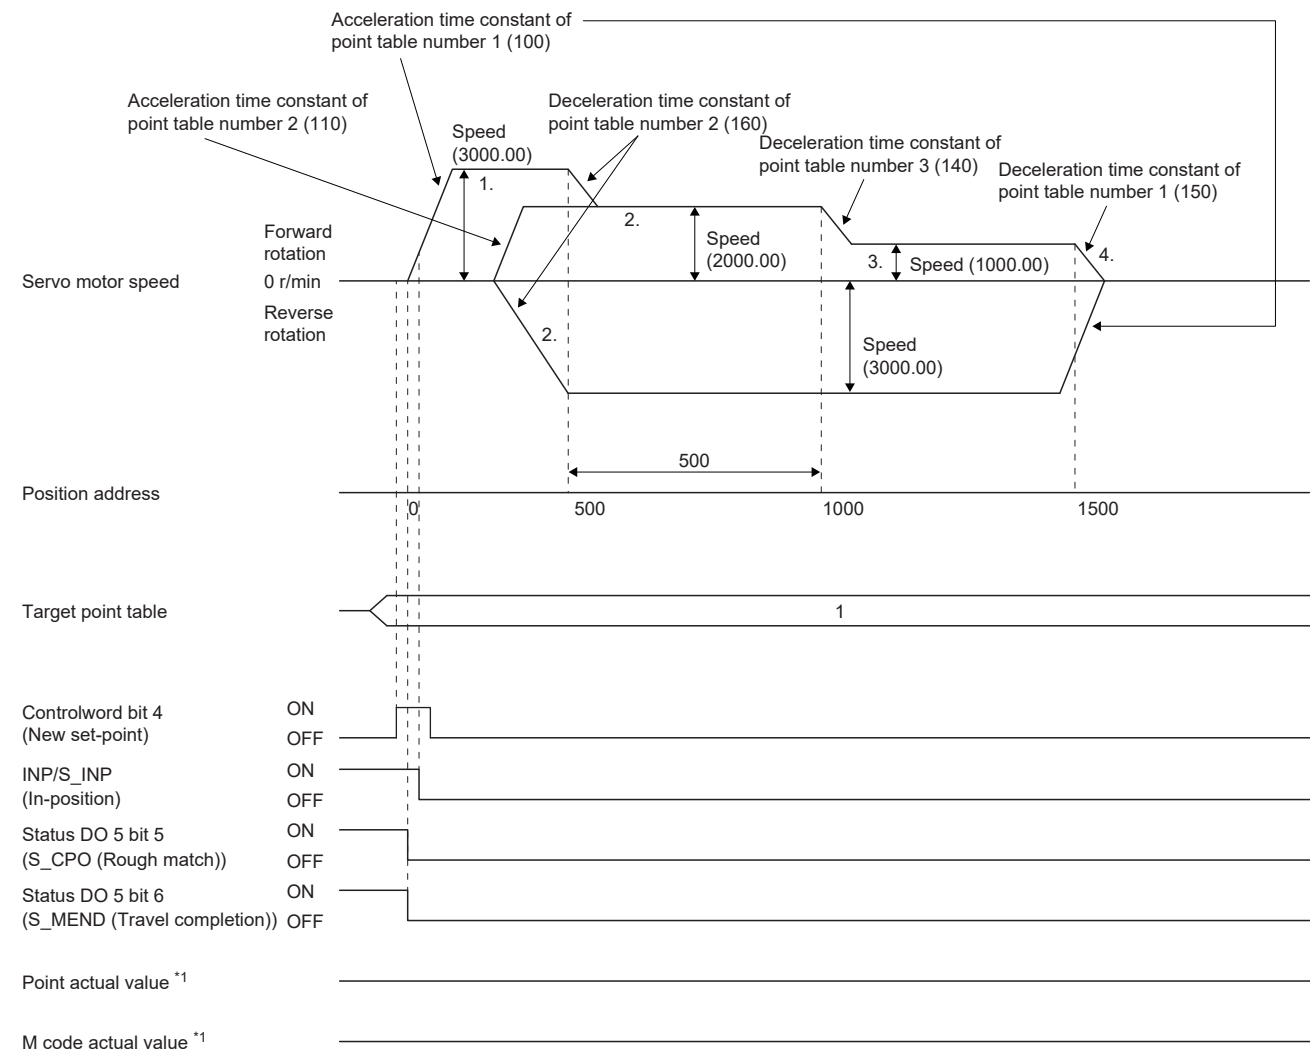 Acceleration time constant of
point table number 1 (100)
Acceleration time constant of
point table number 2 (110)
Deceleration time constant of
point table number 2 (160)
Speed
(3000.00)
1.
Deceleration time constant of
point table number 3 (140)
Deceleration time constant of
point table number 1 (150)
Forward
rotation
2.
Speed
(2000.00)
3.
Speed (1000.00)
4.
Servo motor speed
0 r/min
Reverse
rotation
2.
Speed
(3000.00)
500
Position address
0
500
1000
1500
Target point table
1
Controlword bit 4
(New set-point)
ON
OFF
INP/S_INP
(In-position)
ON
OFF
Status DO 5 bit 5
(S_CPO (Rough match))
ON
OFF
Status DO 5 bit 6
(S_MEND (Travel completion))
ON
OFF
Point actual value *1
M code actual value *1